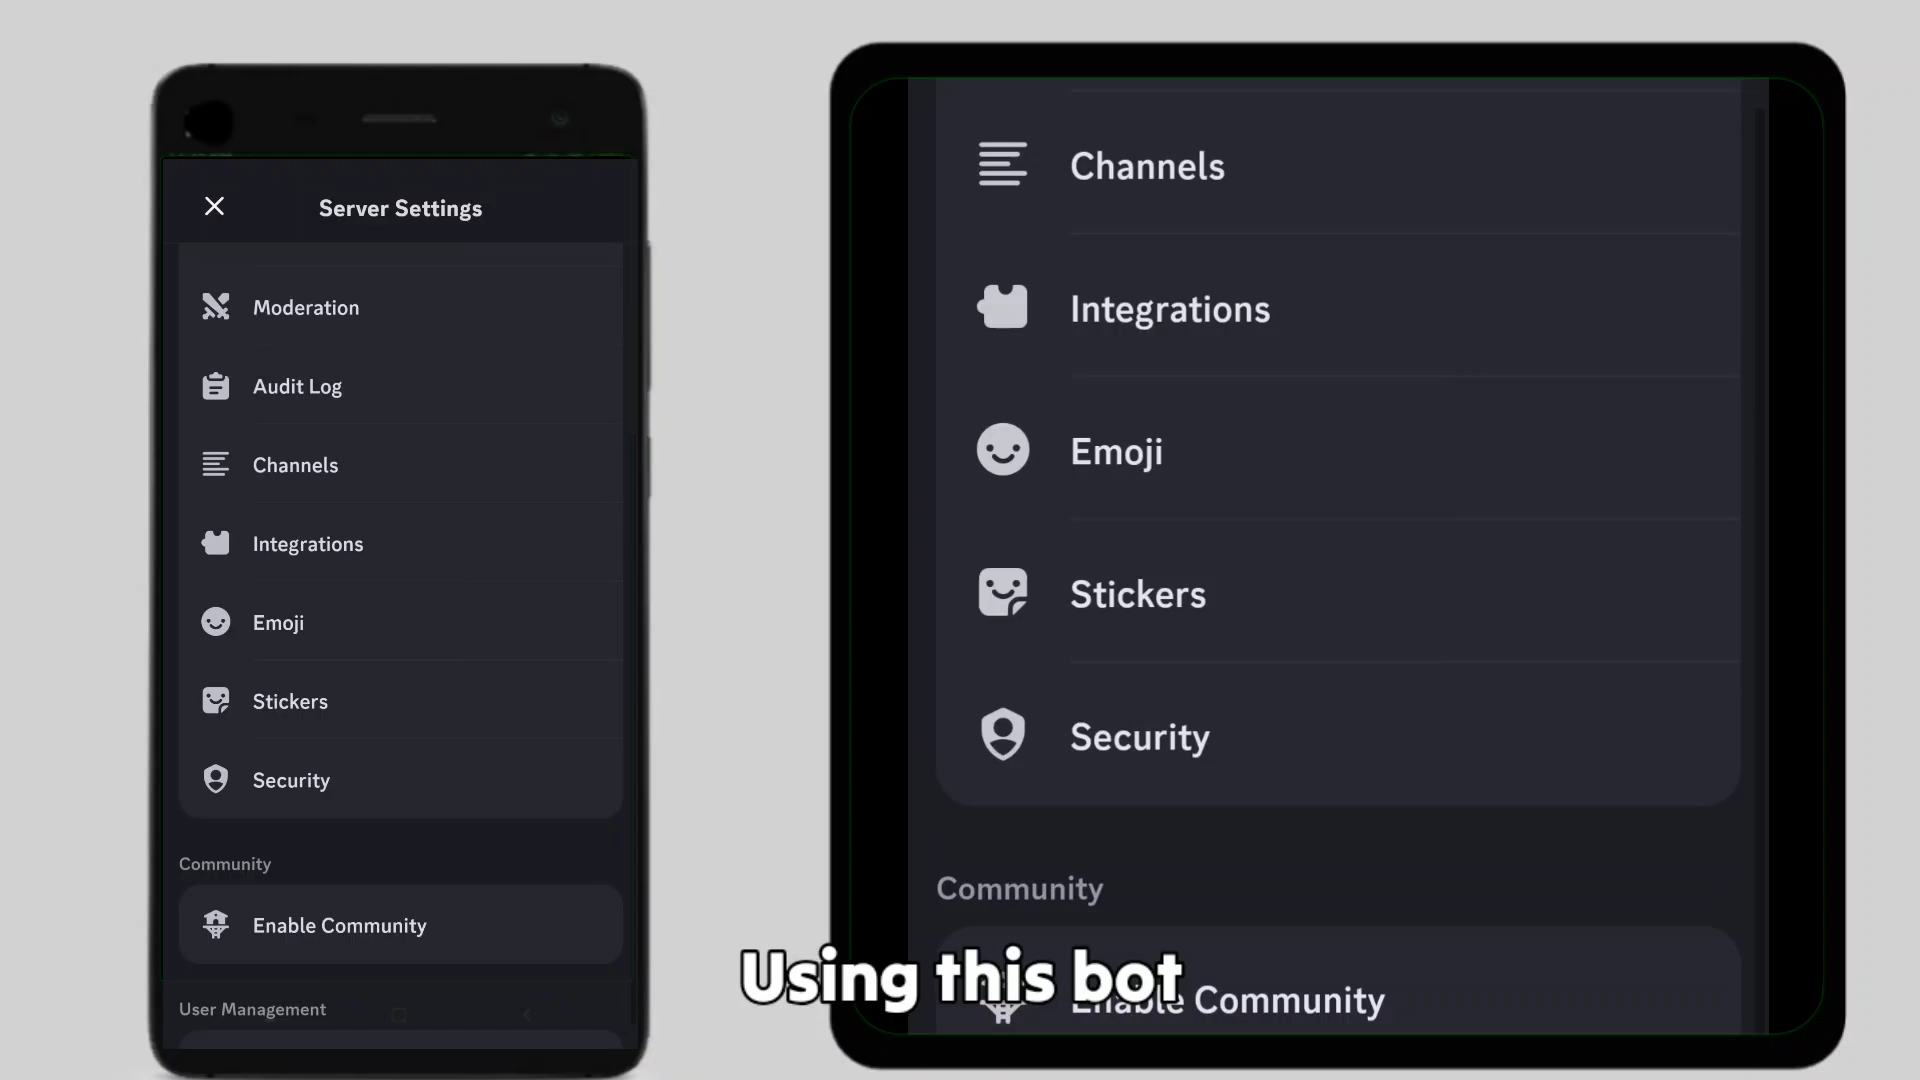 Server Settings
Moderation
Audit Log
Channels
Integrations
Emoji
Stickers
Security
Community
Enable Community
User Management
Channels
Integrations
Emoji
Stickers
Security
Community
Enable Community
Using this bot